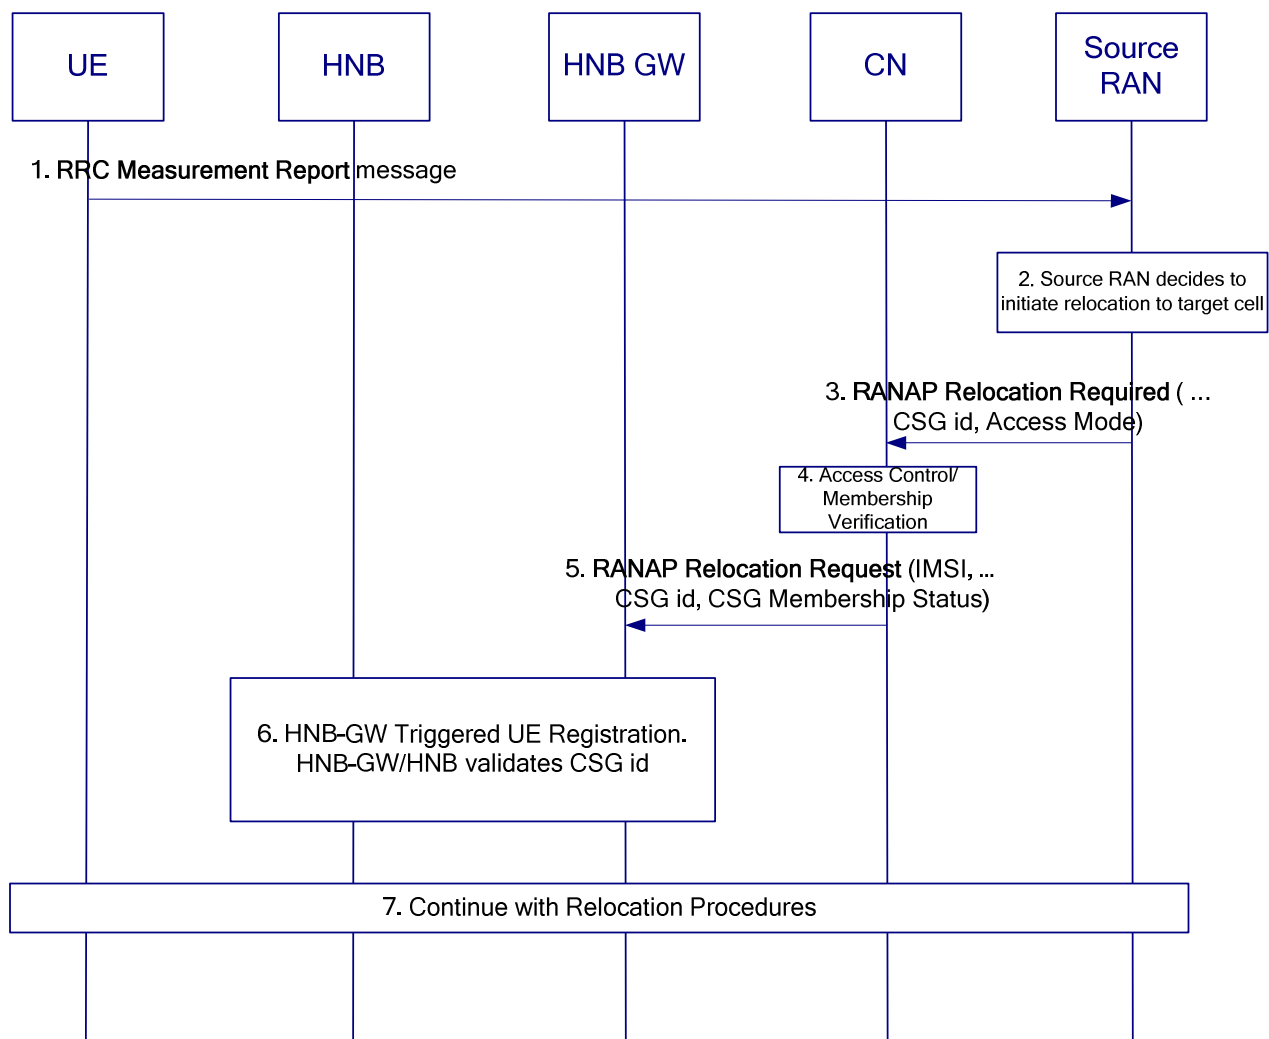 UE
HNB
HNB GW
CN
Source
RAN
1. RRC Measurement Report message
2. Source RAN decides to
initiate relocation to target cell
3. RANAP Relocation Required ( ...
CSG id, Access Mode)
4. Access Control/
Membership
Verification
5. RANAP Relocation Request (IMSI, ...
CSG id, CSG Membership Status)
6. HNB-GW Triggered UE Registration.
HNB-GW/HNB validates CSG id
7. Continue with Relocation Procedures